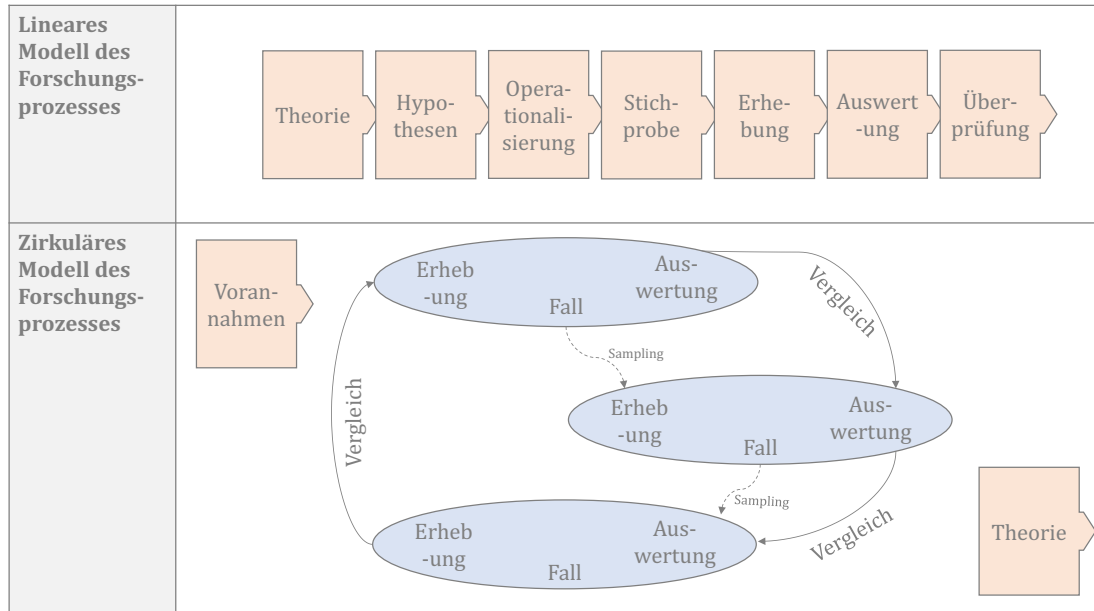 Lineares
Modell des
Forschungs-
prozesses
Theorie
Hypo-
thesen
Opera-
tionali-
sierung
Stich-
probe
Erhe-
bung
Auswert
-ung
Über-
prüfung
Zirkuläres
Modell des
Forschungs-
prozesses
Voran-
nahmen
Erheb
-ung
Fall
Aus-
wertung
Vergleich
Sampling
Erheb
-ung
Fall
Aus-
wertung
Vergleich
Sampling
Vergleich
Erheb
-ung
Fall
Aus-
wertung
Theorie